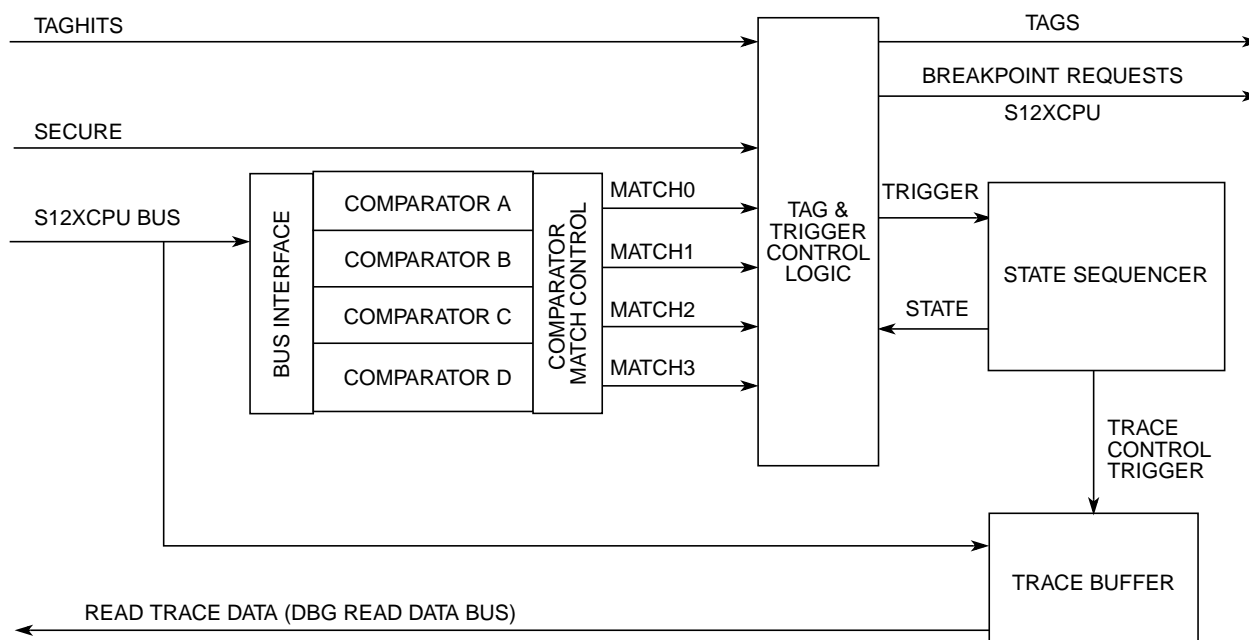 TAGHITS
TAGS
BREAKPOINT REQUESTS
S12XCPU
SECURE
S12XCPU BUS
BUS INTERFACE
COMPARATOR A
COMPARATOR B
COMPARATOR C
COMPARATOR D
COMPARATOR
MATCH CONTROL
MATCH0
MATCH1
MATCH2
MATCH3
TAG &
TRIGGER
CONTROL
LOGIC
TRIGGER
STATE
STATE SEQUENCER
TRACE
CONTROL
TRIGGER
TRACE BUFFER
READ TRACE DATA (DBG READ DATA BUS)